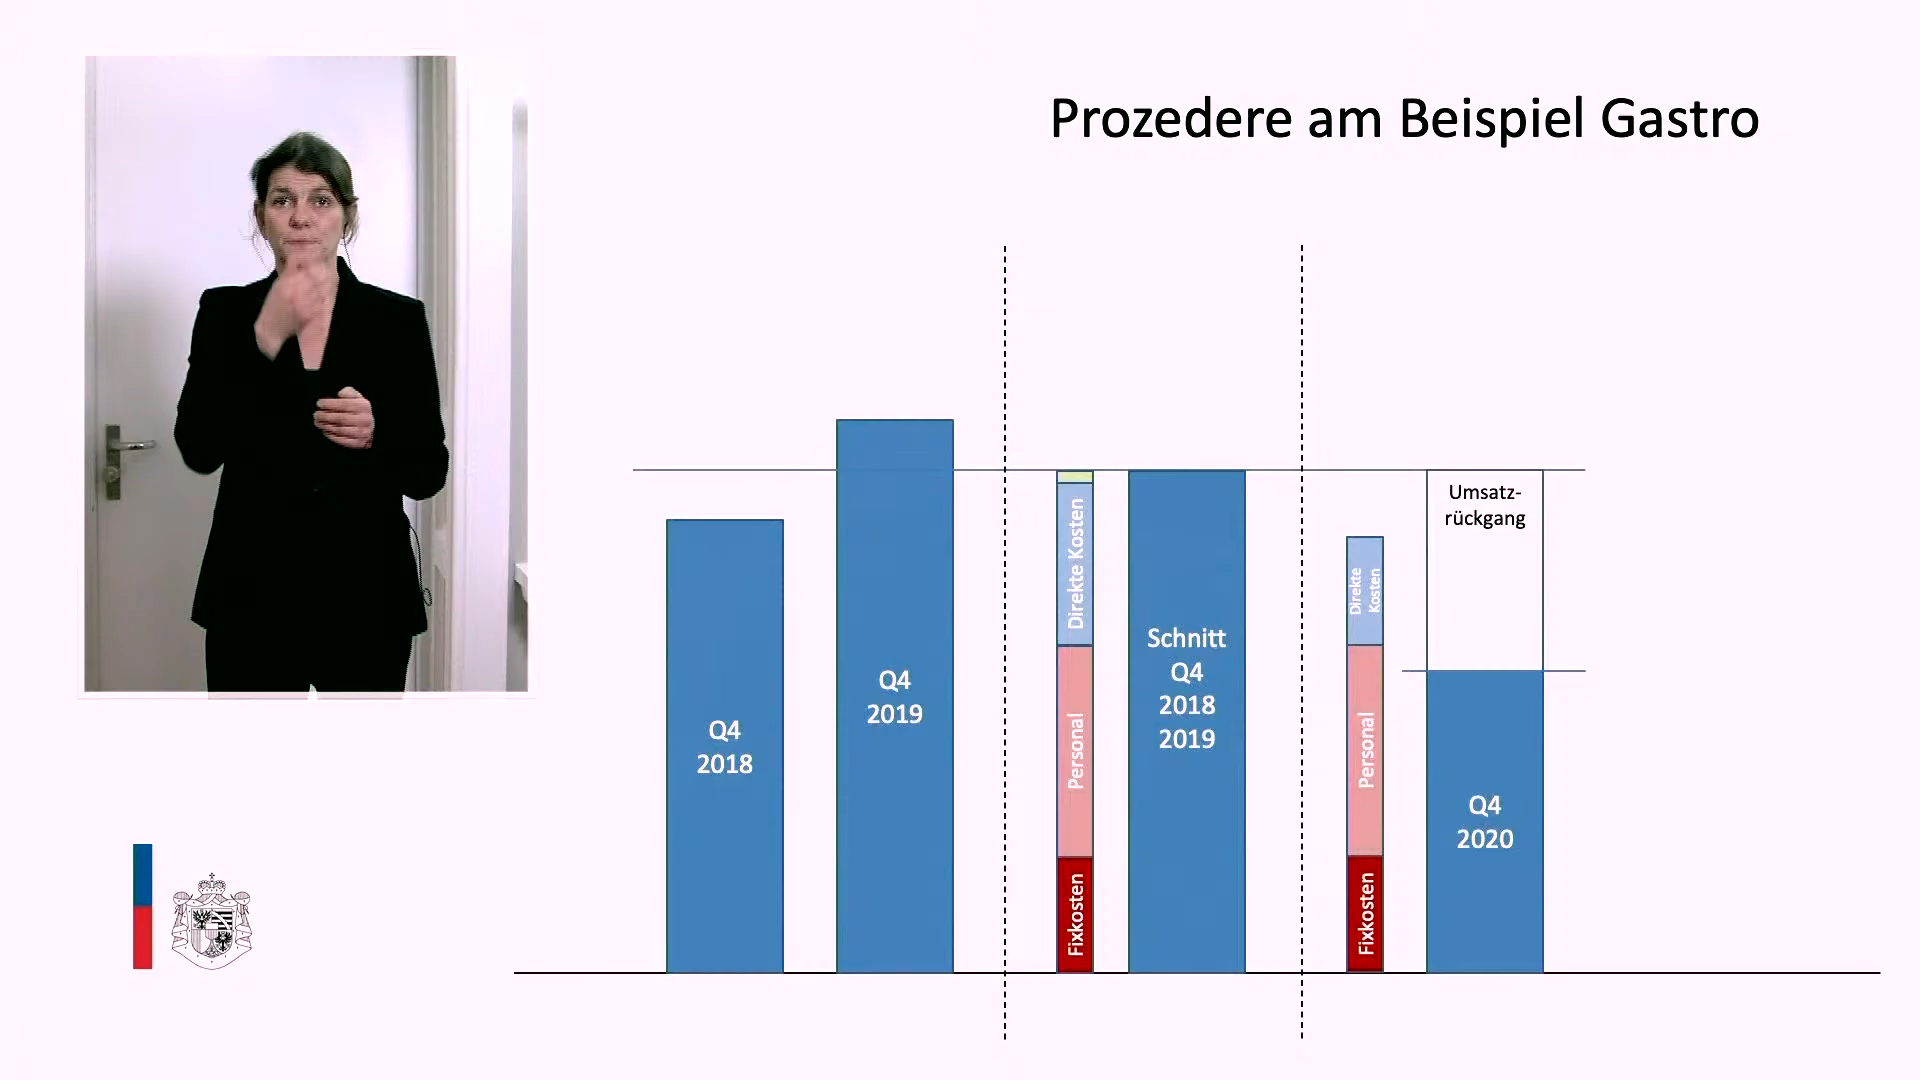 Prozedere am Beispiel Gastro
Q4
2018
Q4
2019
Direkte Kosten
Personal
Fixkosten
Schnitt
Q4
2018
2019
Direkte
Kosten
Personal
Fixkosten
Umsatz-
rückgang
Q4
2020